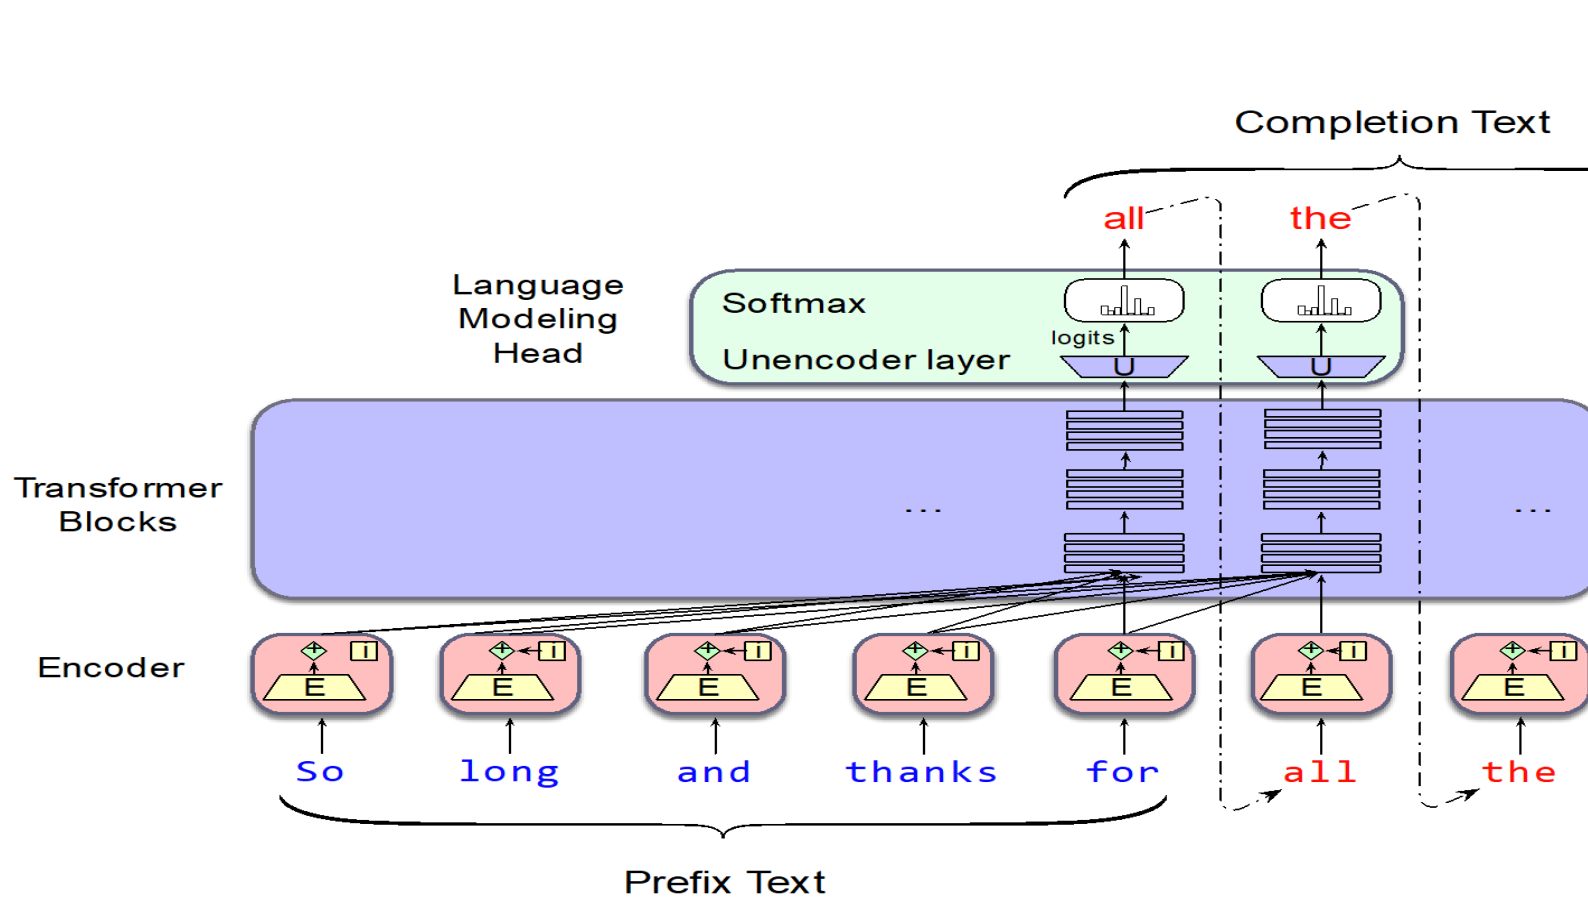 Completion Text
all the
Language
Modeling
Head
Softmax
logits
Unencoder layer
U U
Transformer
Blocks
... ...
Encoder
+ i + i + i + i + i + i + i
E E E E E E E
So long and thanks for all the
Prefix Text